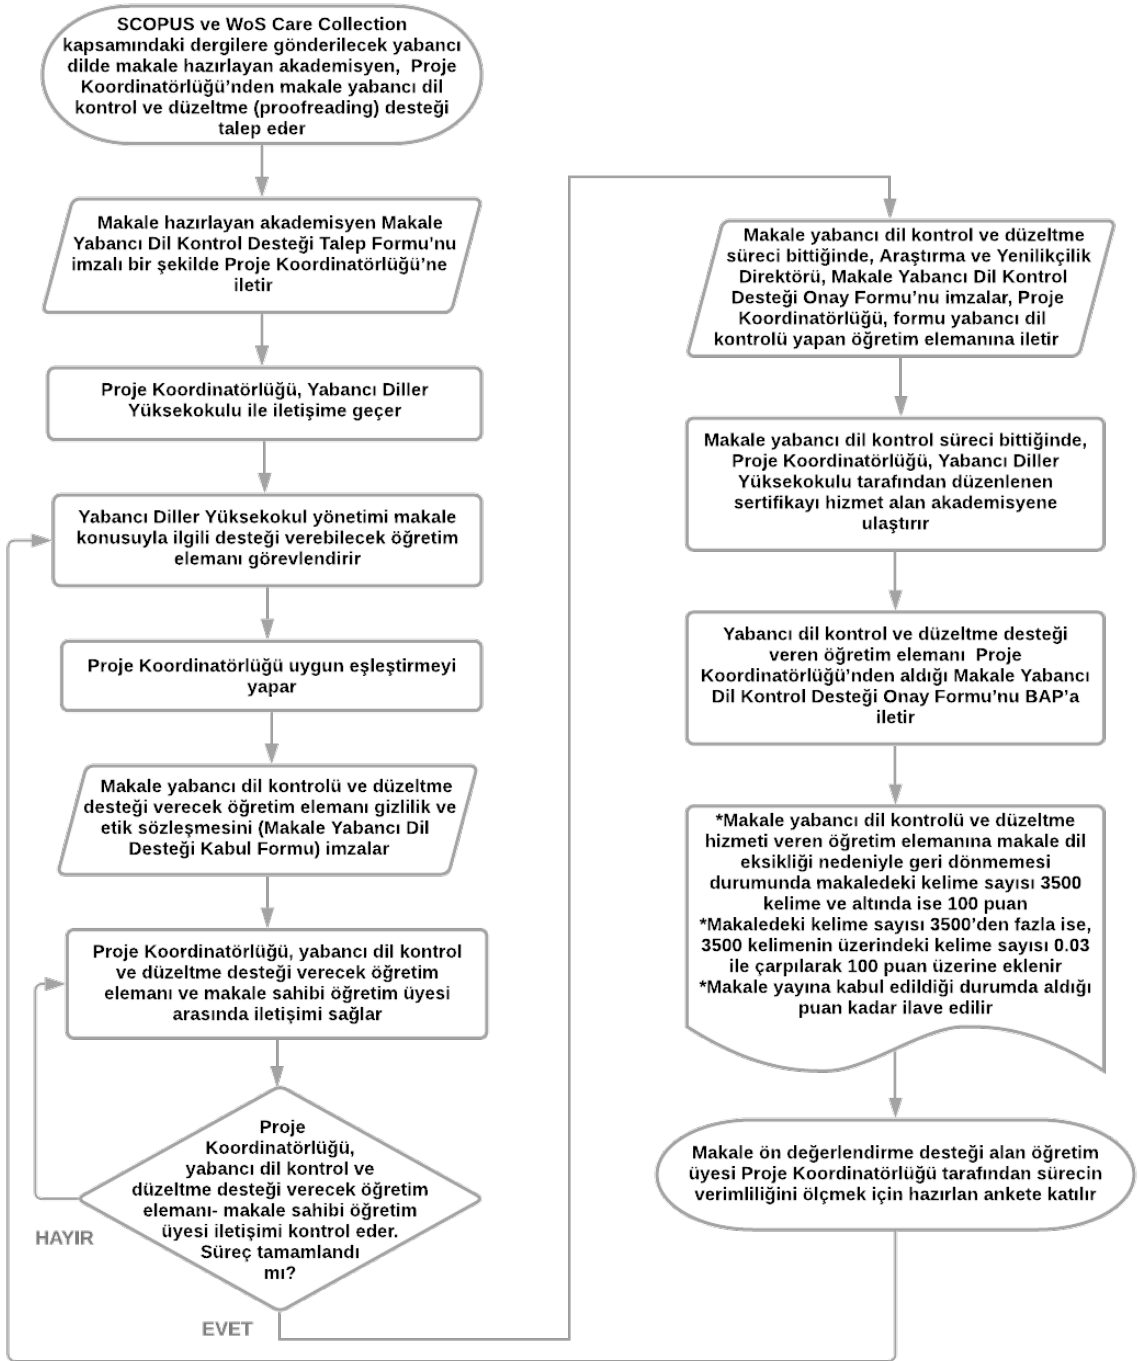 SCOPUS ve WoS Care Collection
kapsamındaki dergilere gönderilecek yabancı
dilde makale hazırlayan akademisyen, Proje
Koordinatörlüğü'nden makale yabancı dil
kontrol ve düzeltme (proofreading) desteği
talep eder
Makale hazırlayan akademisyen Makale
Yabancı Dil Kontrol Desteği Talep Formu'nu
imzalı bir şekilde Proje Koordinatörlüğü'ne
iletir
Proje Koordinatörlüğü, Yabancı Diller
Yüksekokulu ile iletişime geçer
Yabancı Diller Yüksekokul yönetimi makale
konusuyla ilgili desteği verebilecek öğretim
elemanı görevlendirir
Proje Koordinatörlüğü uygun eşleştirmeyi
yapar
Makale yabancı dil kontrolü ve düzeltme
desteği verecek öğretim elemanı gizlilik ve
etik sözleşmesini (Makale Yabancı Dil
Desteği Kabul Formu) imzalar
Proje Koordinatörlüğü, yabancı dil kontrol
ve düzeltme desteği verecek öğretim
elemanı ve makale sahibi öğretim üyesi
arasında iletişimi sağlar
Proje
Koordinatörlüğü,
yabancı dil kontrol ve
düzeltme desteği verecek öğretim
elemanı- makale sahibi öğretim
üyesi iletişimi kontrol eder.
Süreç tamamlandı
mı?
HAYIR
EVET
Makale yabancı dil kontrol ve düzeltme
süreci bittiğinde, Araştırma ve Yenilikçilik
Direktörü, Makale Yabancı Dil Kontrol
Desteği Onay Formu'nu imzalar, Proje
Koordinatörlüğü, formu yabancı dil
kontrolü yapan öğretim elemanına iletir
Makale yabancı dil kontrol süreci bittiğinde,
Proje Koordinatörlüğü, Yabancı Diller
Yüksekokulu tarafından düzenlenen
sertifikayı hizmet alan akademisyene
ulaştırır
Yabancı dil kontrol ve düzeltme desteği
veren öğretim elemanı Proje
Koordinatörlüğü'nden aldığı Makale Yabancı
Dil Kontrol Desteği Onay Formu'nu BAP'a
iletir
*Makale yabancı dil kontrolü ve düzeltme
hizmeti veren öğretim elemanına makale dil
eksikliği nedeniyle geri dönmemesi
durumunda makaledeki kelime sayısı 3500
kelime ve altında ise 100 puan
*Makaledeki kelime sayısı 3500'den fazla ise,
3500 kelimenin üzerindeki kelime sayısı 0.03
ile çarpılarak 100 puan üzerine eklenir
*Makale yayına kabul edildiği durumda aldığı
puan kadar ilave edilir
Makale ön değerlendirme desteği alan öğretim
üyesi Proje Koordinatörlüğü tarafından sürecin
verimliliğini ölçmek için hazırlan ankete katılır